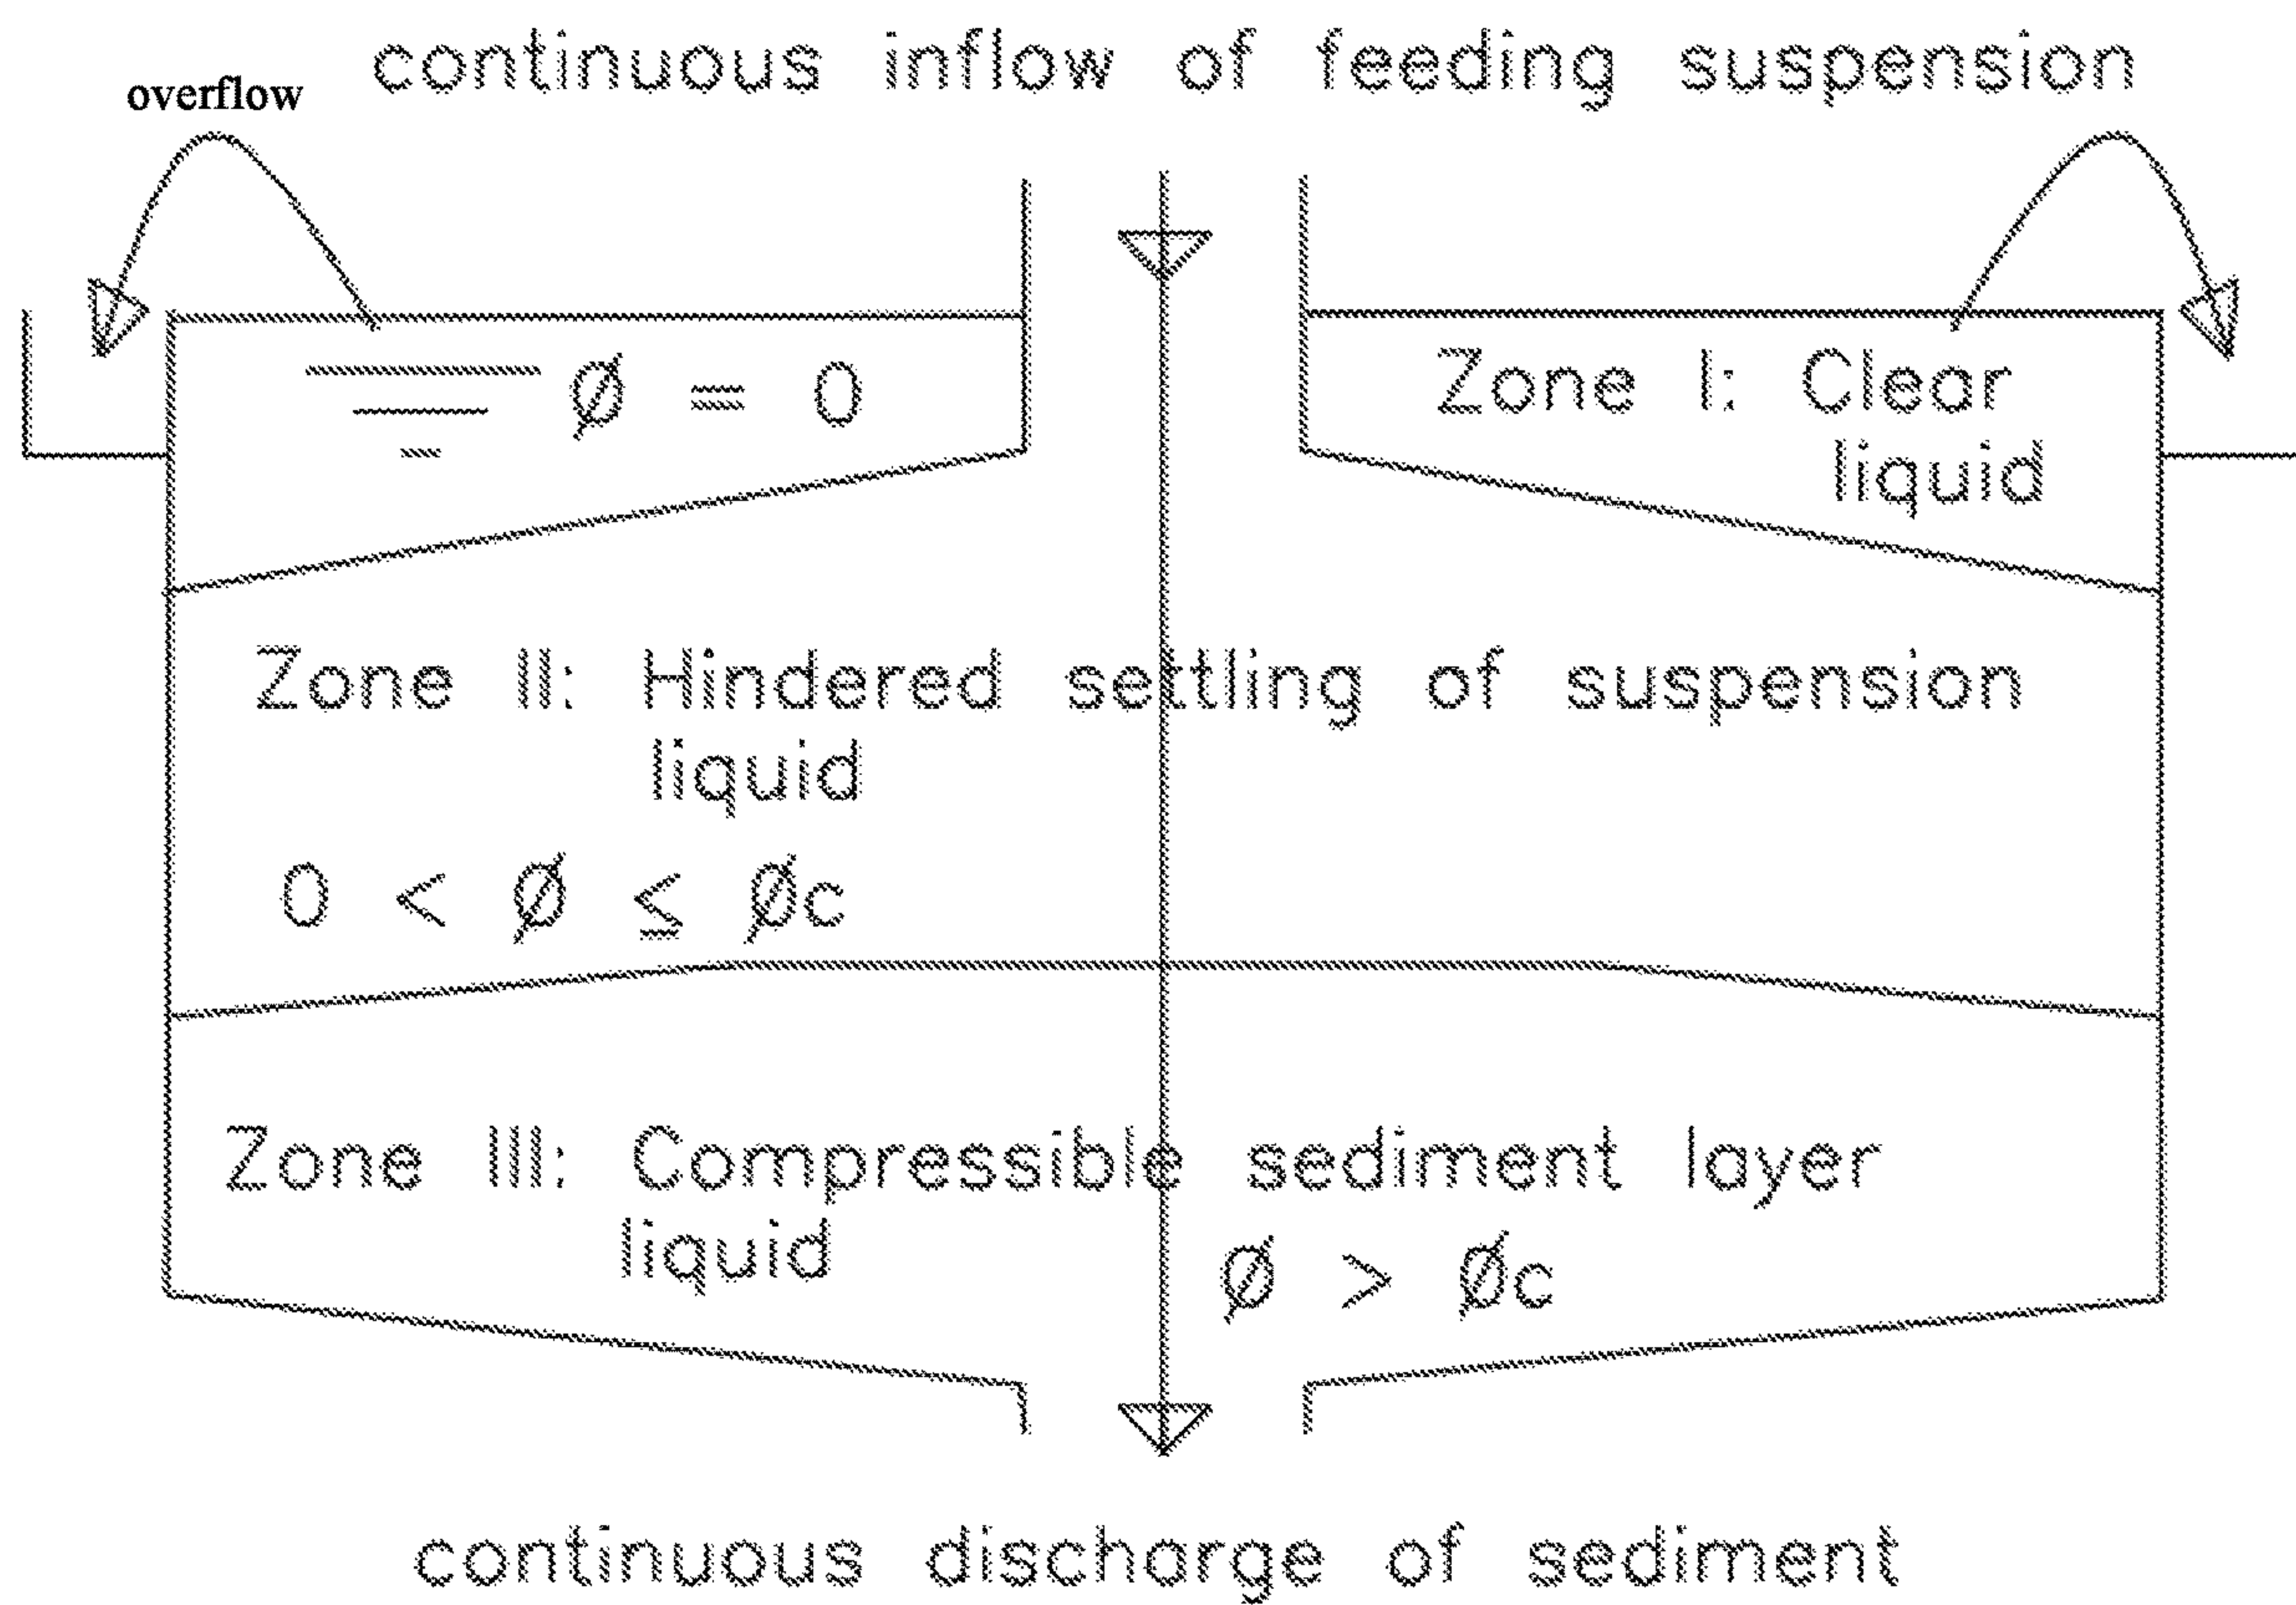 continuous inflow of feeding suspension
overflow
Ø = 0
Zone I: Clear
liquid
Zone II: Hindered settling of suspension
liquid
0 < Ø ≤ Øc
Zone III: Compressible sediment layer
liquid
Ø > Øc
continuous discharge of sediment